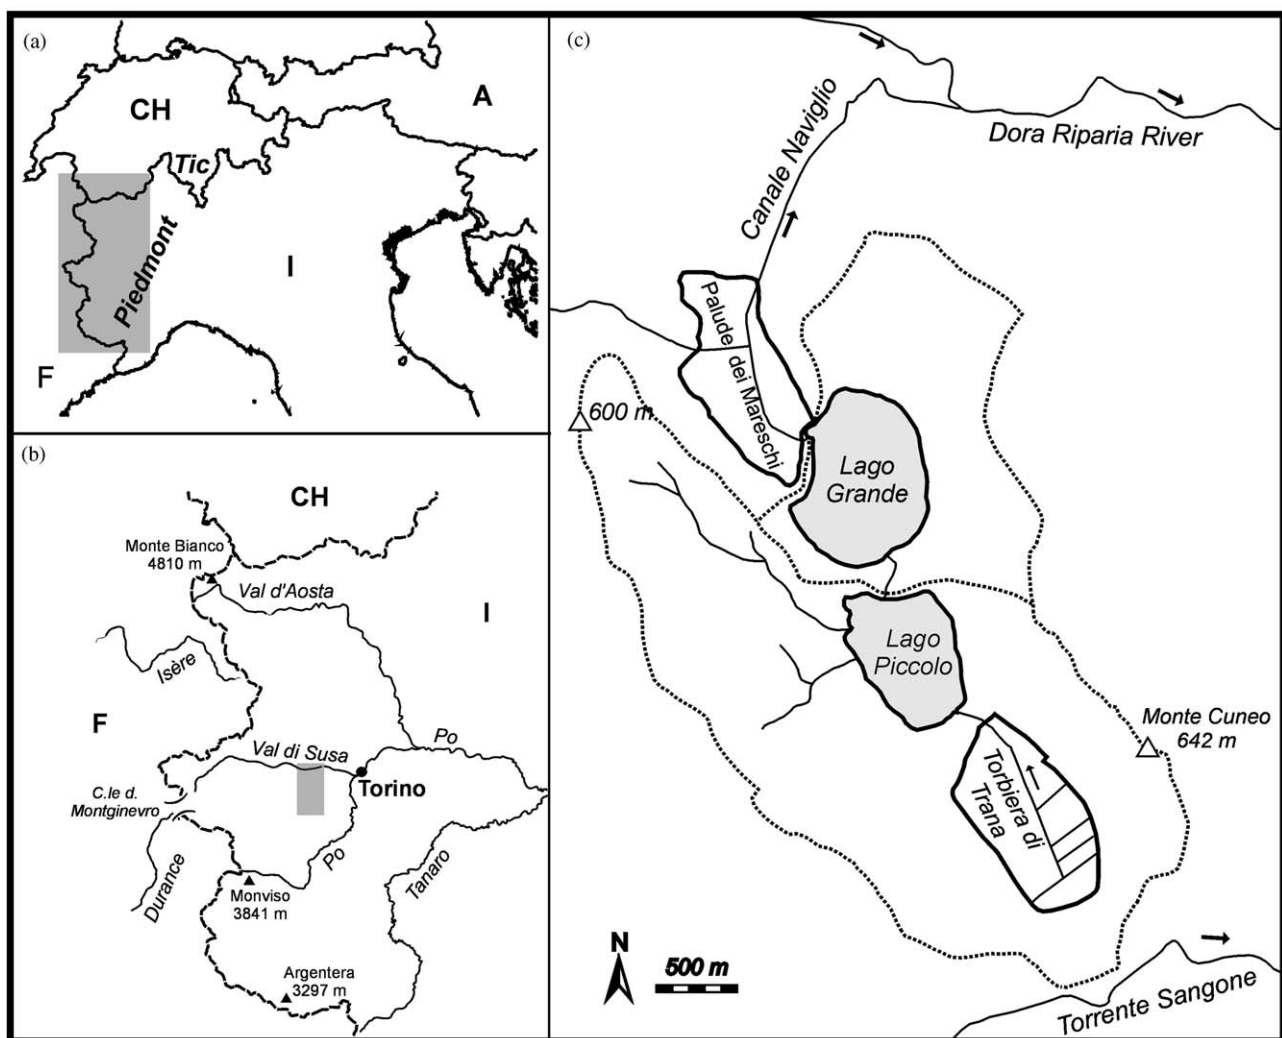 (a)
CH
A
Tic
Piedmont
I
F
(b)
CH
Monte Bianco
4810 m
Val d'Aosta
I
Isère
F
Val di Susa
Po
Torino
C.le d.
Montginevro
Durance
Po
Tanaro
Monviso
3841 m
Argentera
3297 m
(c)
Dora Riparia River
Canale Naviglio
Palude dei Mareschi
600 m
Lago
Grande
Lago
Piccolo
Monte Cuneo
642 m
Torbiera di
Trana
N
500 m
Torrente Sangone